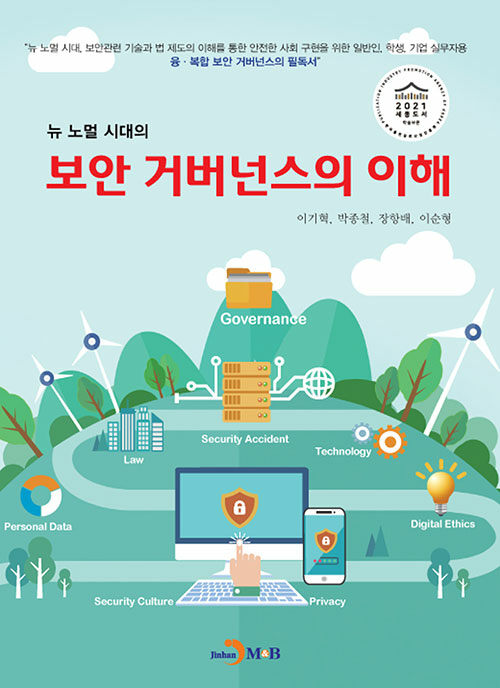 "뉴 노멀 시대, 보안관련 기술과 법 제도의 이해를 통한 안전한 사회 구현을 위한 일반인, 학생, 기업 실무자용
융·복합 보안 거버넌스의 필독서"
2021
세종도서
학술부문
뉴 노멀 시대의
보안 거버넌스의 이해
이기혁, 박종철, 장항배, 이순형
Governance
Security Accident
Law
Technology
Personal Data
Digital Ethics
Security Culture
Privacy
Jinhan M&B